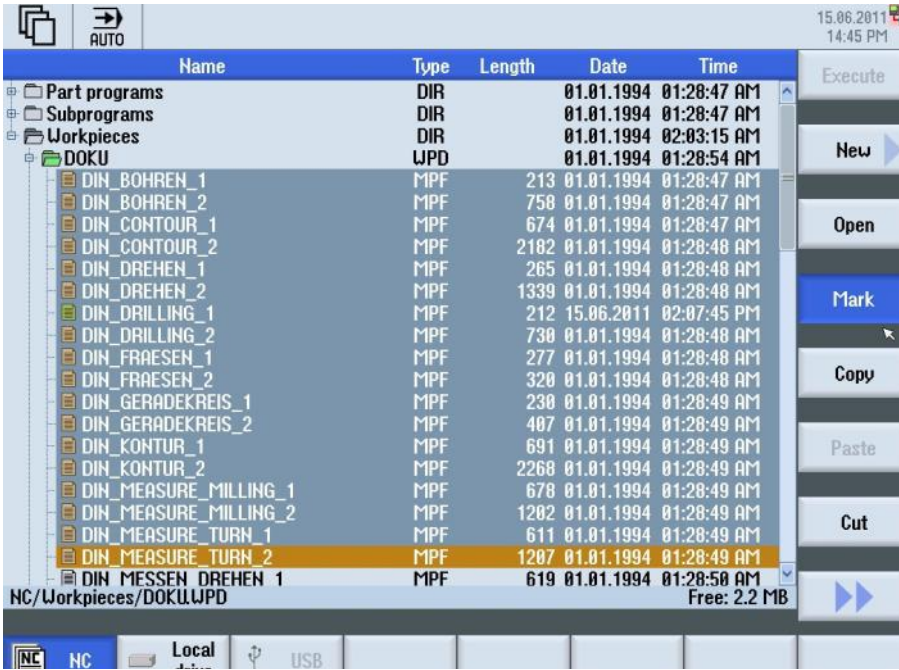 15.06.2011
14:45 PM
AUTO
Name Type Length Date Time
Part programs DIR 01.01.1994 01:28:47 AM
Subprograms DIR 01.01.1994 01:28:47 AM
Workpieces DIR 01.01.1994 02:03:15 AM
DOKU WPD 01.01.1994 01:28:54 AM
DIN_BOHREN_1 MPF 213 01.01.1994 01:28:47 AM
DIN_BOHREN_2 MPF 758 01.01.1994 01:28:47 AM
DIN_CONTOUR_1 MPF 674 01.01.1994 01:28:47 AM
DIN_CONTOUR_2 MPF 2182 01.01.1994 01:28:48 AM
DIN_DREHEN_1 MPF 265 01.01.1994 01:28:48 AM
DIN_DREHEN_2 MPF 1339 01.01.1994 01:28:48 AM
DIN_DRILLING_1 MPF 212 15.06.2011 02:07:45 PM
DIN_DRILLING_2 MPF 730 01.01.1994 01:28:48 AM
DIN_FRAESEN_1 MPF 277 01.01.1994 01:28:48 AM
DIN_FRAESEN_2 MPF 320 01.01.1994 01:28:48 AM
DIN_GERADEKREIS_1 MPF 230 01.01.1994 01:28:49 AM
DIN_GERADEKREIS_2 MPF 407 01.01.1994 01:28:49 AM
DIN_KONTUR_1 MPF 691 01.01.1994 01:28:49 AM
DIN_KONTUR_2 MPF 2268 01.01.1994 01:28:49 AM
DIN_MEASURE_MILLING_1 MPF 678 01.01.1994 01:28:49 AM
DIN_MEASURE_MILLING_2 MPF 1202 01.01.1994 01:28:49 AM
DIN_MEASURE_TURN_1 MPF 611 01.01.1994 01:28:49 AM
DIN_MEASURE_TURN_2 MPF 1207 01.01.1994 01:28:49 AM
DIN_MESSEN_DREHEN_1 MPF 619 01.01.1994 01:28:50 AM
NC/Workpieces/DOKU.WPD Free: 2.2 MB
Execute
New
Open
Mark
Copy
Paste
Cut
NC NC
Local
drive
USB